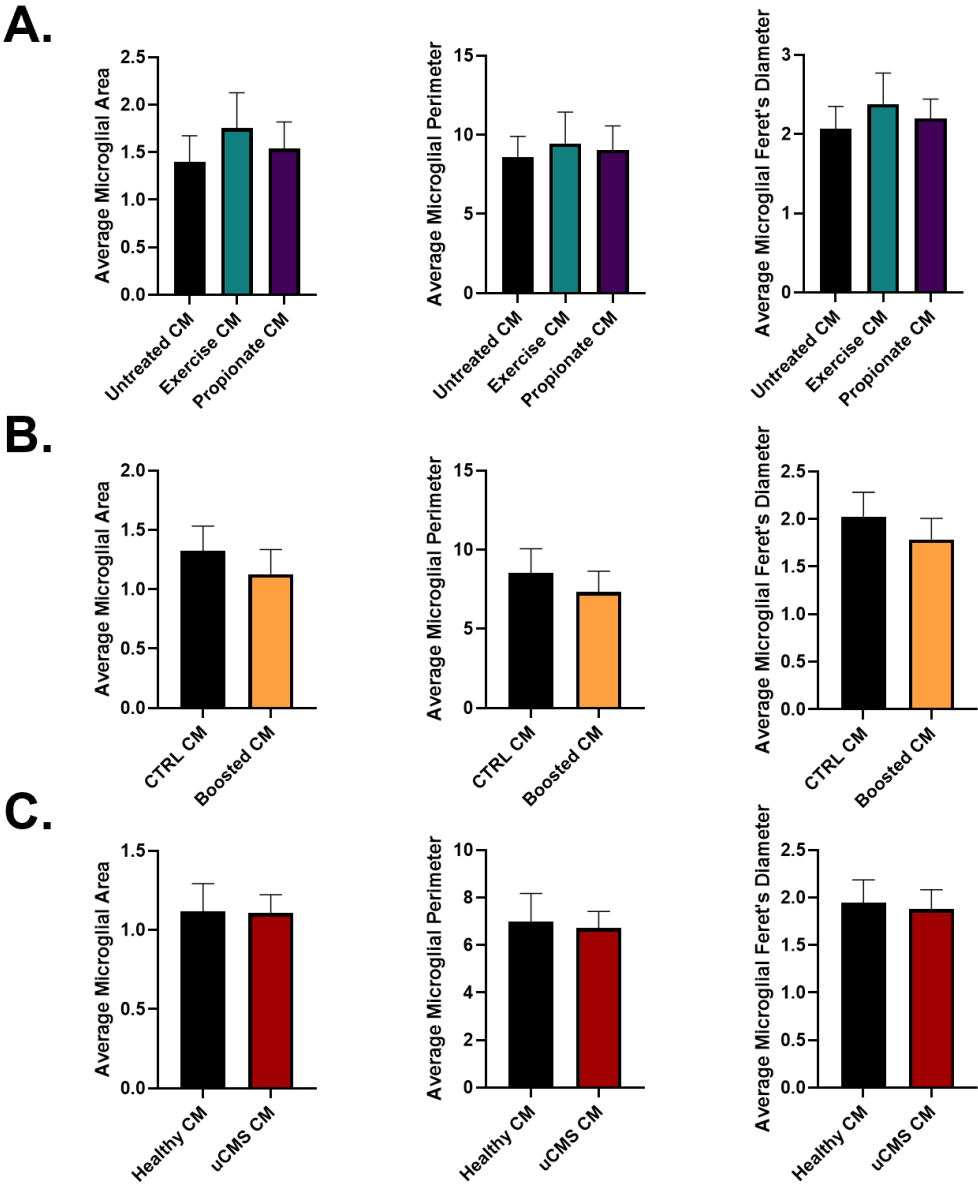 A.
Average Microglial Area
2.5
2.0
1.5
1.0
0.5
0.0
Untreated CM
Exercise CM
Propionate CM
Average Microglial Perimeter
15
10
5
0
Untreated CM
Exercise CM
Propionate CM
Average Microglial Feret's Diameter
3
2
1
0
Untreated CM
Exercise CM
Propionate CM
B.
Average Microglial Area
2.0
1.5
1.0
0.5
0.0
CTRL CM
Boosted CM
Average Microglial Perimeter
15
10
5
0
CTRL CM
Boosted CM
Average Microglial Feret's Diameter
2.5
2.0
1.5
1.0
0.5
0.0
CTRL CM
Boosted CM
C.
Average Microglial Area
1.5
1.0
0.5
0.0
Healthy CM
uCMS CM
Average Microglial Perimeter
10
8
6
4
2
0
Healthy CM
uCMS CM
Average Microglial Feret's Diameter
2.5
2.0
1.5
1.0
0.5
0.0
Healthy CM
uCMS CM